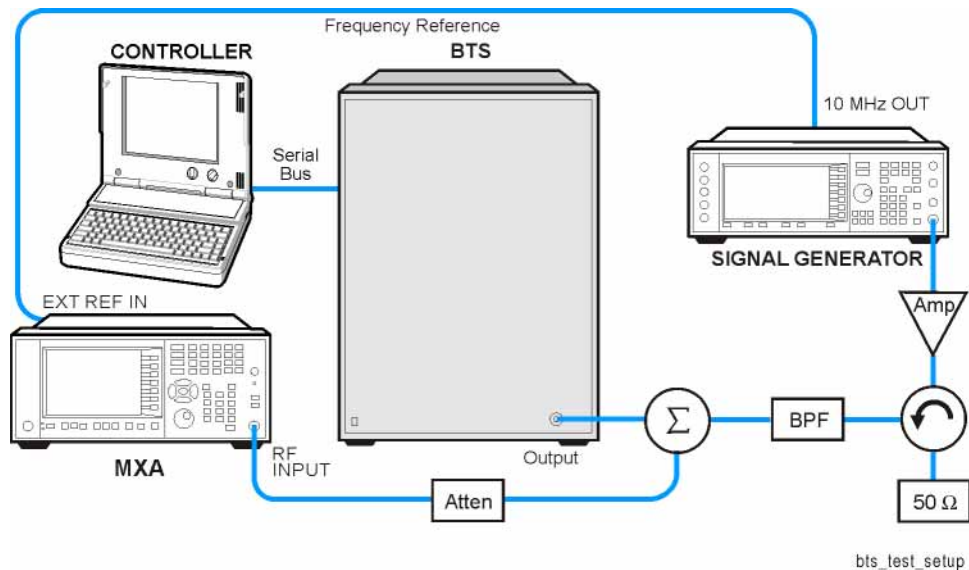 Frequency Reference
CONTROLLER
BTS
10 MHz OUT
Serial
Bus
SIGNAL GENERATOR
EXT REF IN
Amp
Σ
BPF
RF
INPUT
Output
MXA
Atten
50 Ω
bts_test_setup